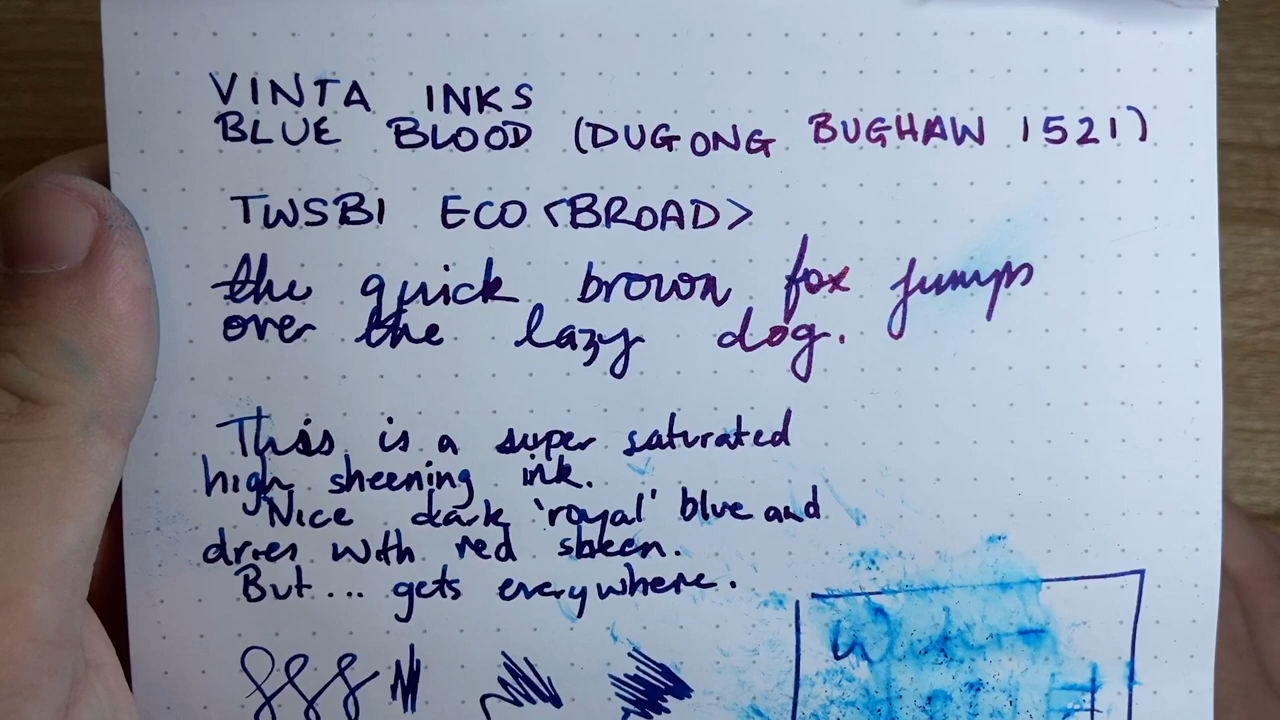 VINTA INKS
BLUE BLOOD (DUGONG BUGHAW 1521)
TWSBI ECO <BROAD>
the quick brown fox jumps
over the lazy dog.
This is a super saturated
high sheening ink.
Nice dark 'royal' blue and
dries with red sheen.
But... gets everywhere.